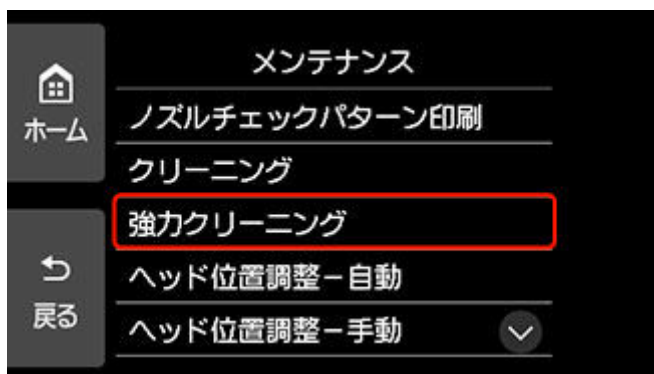 メンテナンス
ホーム
ノズルチェックパターン印刷
クリーニング
強力クリーニング
ヘッド位置調整－自動
戻る
ヘッド位置調整－手動